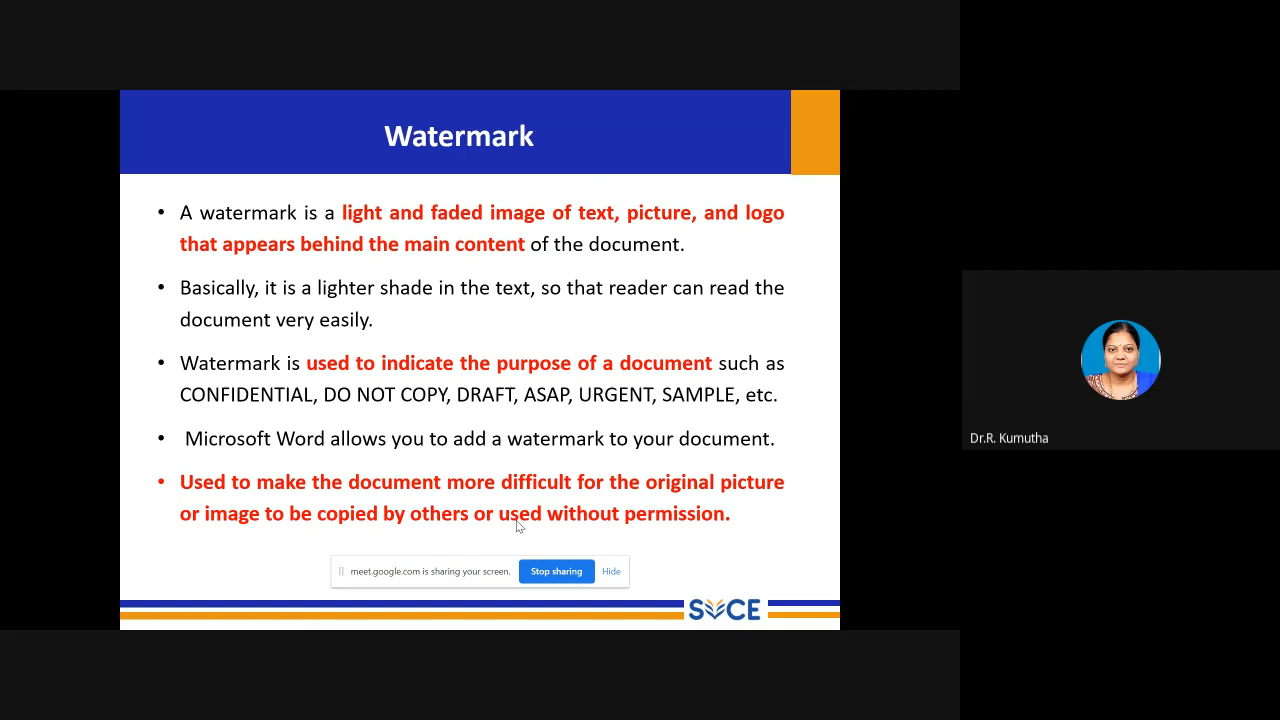 Watermark
• A watermark is a light and faded image of text, picture, and logo
that appears behind the main content of the document.
• Basically, it is a lighter shade in the text, so that reader can read the
document very easily.
• Watermark is used to indicate the purpose of a document such as
CONFIDENTIAL, DO NOT COPY, DRAFT, ASAP, URGENT, SAMPLE, etc.
• Microsoft Word allows you to add a watermark to your document.
• Used to make the document more difficult for the original picture
or image to be copied by others or used without permission.
meet.google.com is sharing your screen. Stop sharing Hide
SVCE
Dr.R. Kumutha